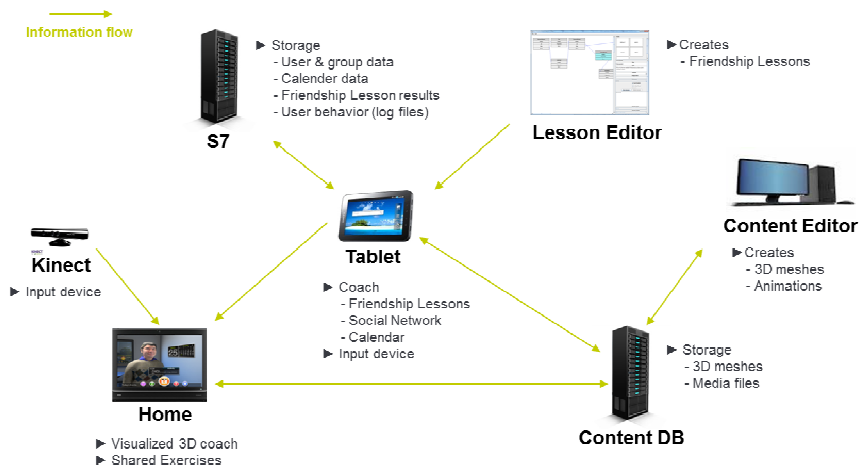 Information flow
► Storage
- User & group data
- Calender data
- Friendship Lesson results
- User behavior (log files)
S7
► Creates
- Friendship Lessons
Lesson Editor
Content Editor
► Creates
- 3D meshes
- Animations
Kinect
► Input device
Tablet
► Coach
- Friendship Lessons
- Social Network
- Calendar
► Input device
► Storage
- 3D meshes
- Media files
Content DB
Home
► Visualized 3D coach
► Shared Exercises